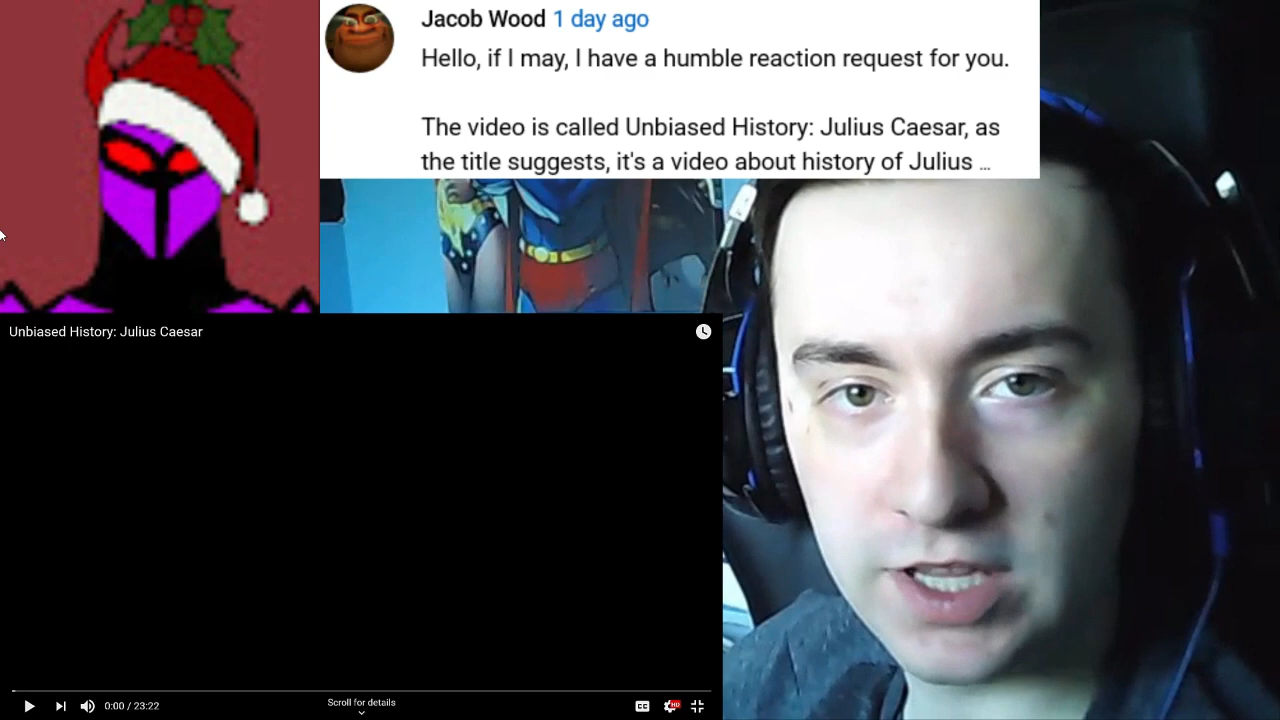 Jacob Wood 1 day ago
Hello, if I may, I have a humble reaction request for you.
The video is called Unbiased History: Julius Caesar, as
the title suggests, it's a video about history of Julius ...
Unbiased History: Julius Caesar
0:00 / 23:22
Scroll for details
CC
HD